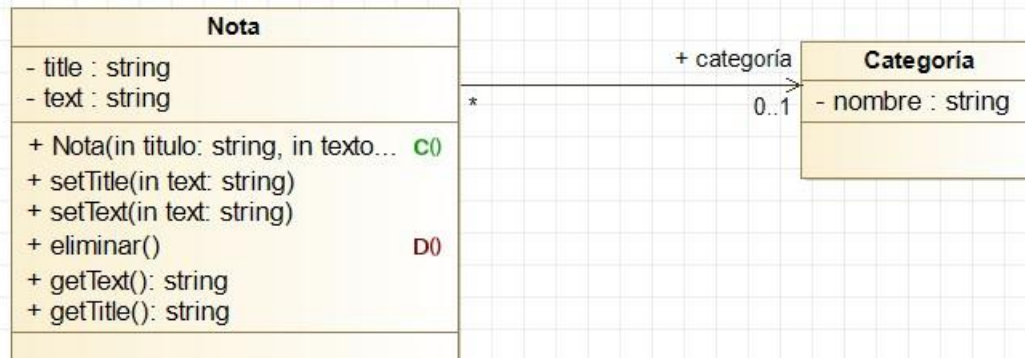 Nota
- title : string
- text : string
+ Nota(in titulo: string, in texto... C()
+ setTitle(in text: string)
+ setText(in text: string)
+ eliminar() D()
+ getText(): string
+ getTitle(): string
*
+ categoría
0..1
Categoría
- nombre : string